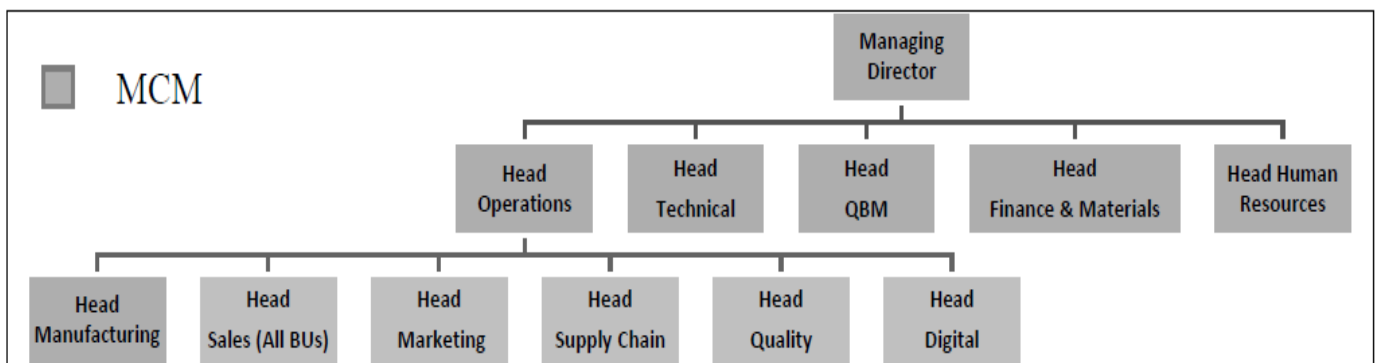 MCM
Managing
Director
Head
Operations
Head
Technical
Head
QBM
Head
Finance & Materials
Head Human
Resources
Head
Manufacturing
Head
Sales (All BUs)
Head
Marketing
Head
Supply Chain
Head
Quality
Head
Digital